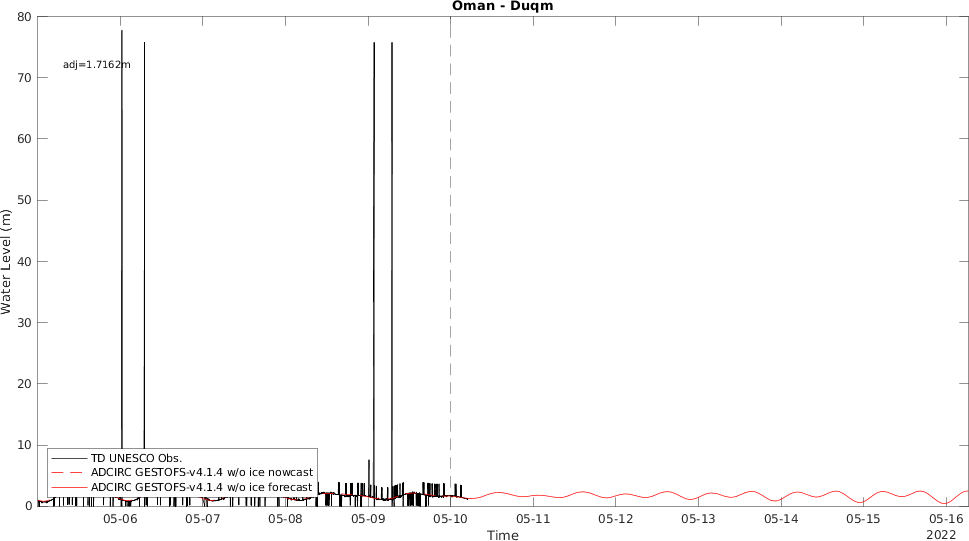 Oman - Duqm
80
adj=1.7162m
70
60
50
40
30
20
10
0
Water Level (m)
TD UNESCO Obs.
ADCIRC GESTOFS-v4.1.4 w/o ice nowcast
ADCIRC GESTOFS-v4.1.4 w/o ice forecast
05-06 05-07 05-08 05-09 05-10 05-11 05-12 05-13 05-14 05-15 05-16
Time
2022